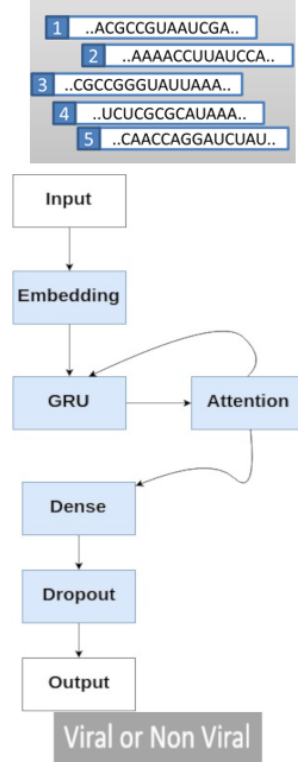 1 ..ACGCCGUAAUCGA..
2 ..AAAACCUUAUCCA..
3 ..CGCCGGGUAUUAAA..
4 ..UCUCGCGCAUAAA..
5 ..CAACCAGGAUCUAU..
Input
Embedding
GRU Attention
Dense
Dropout
Output
Viral or Non Viral